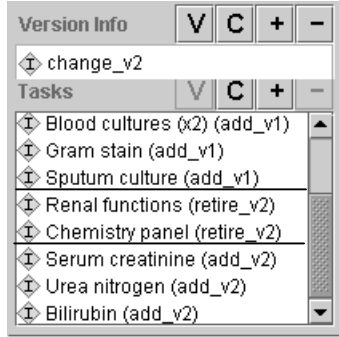 Version Info V C + −
change_v2
Tasks V C + −
Blood cultures (x2) (add_v1)
Gram stain (add_v1)
Sputum culture (add_v1)
Renal functions (retire_v2)
Chemistry panel (retire_v2)
Serum creatinine (add_v2)
Urea nitrogen (add_v2)
Bilirubin (add_v2)